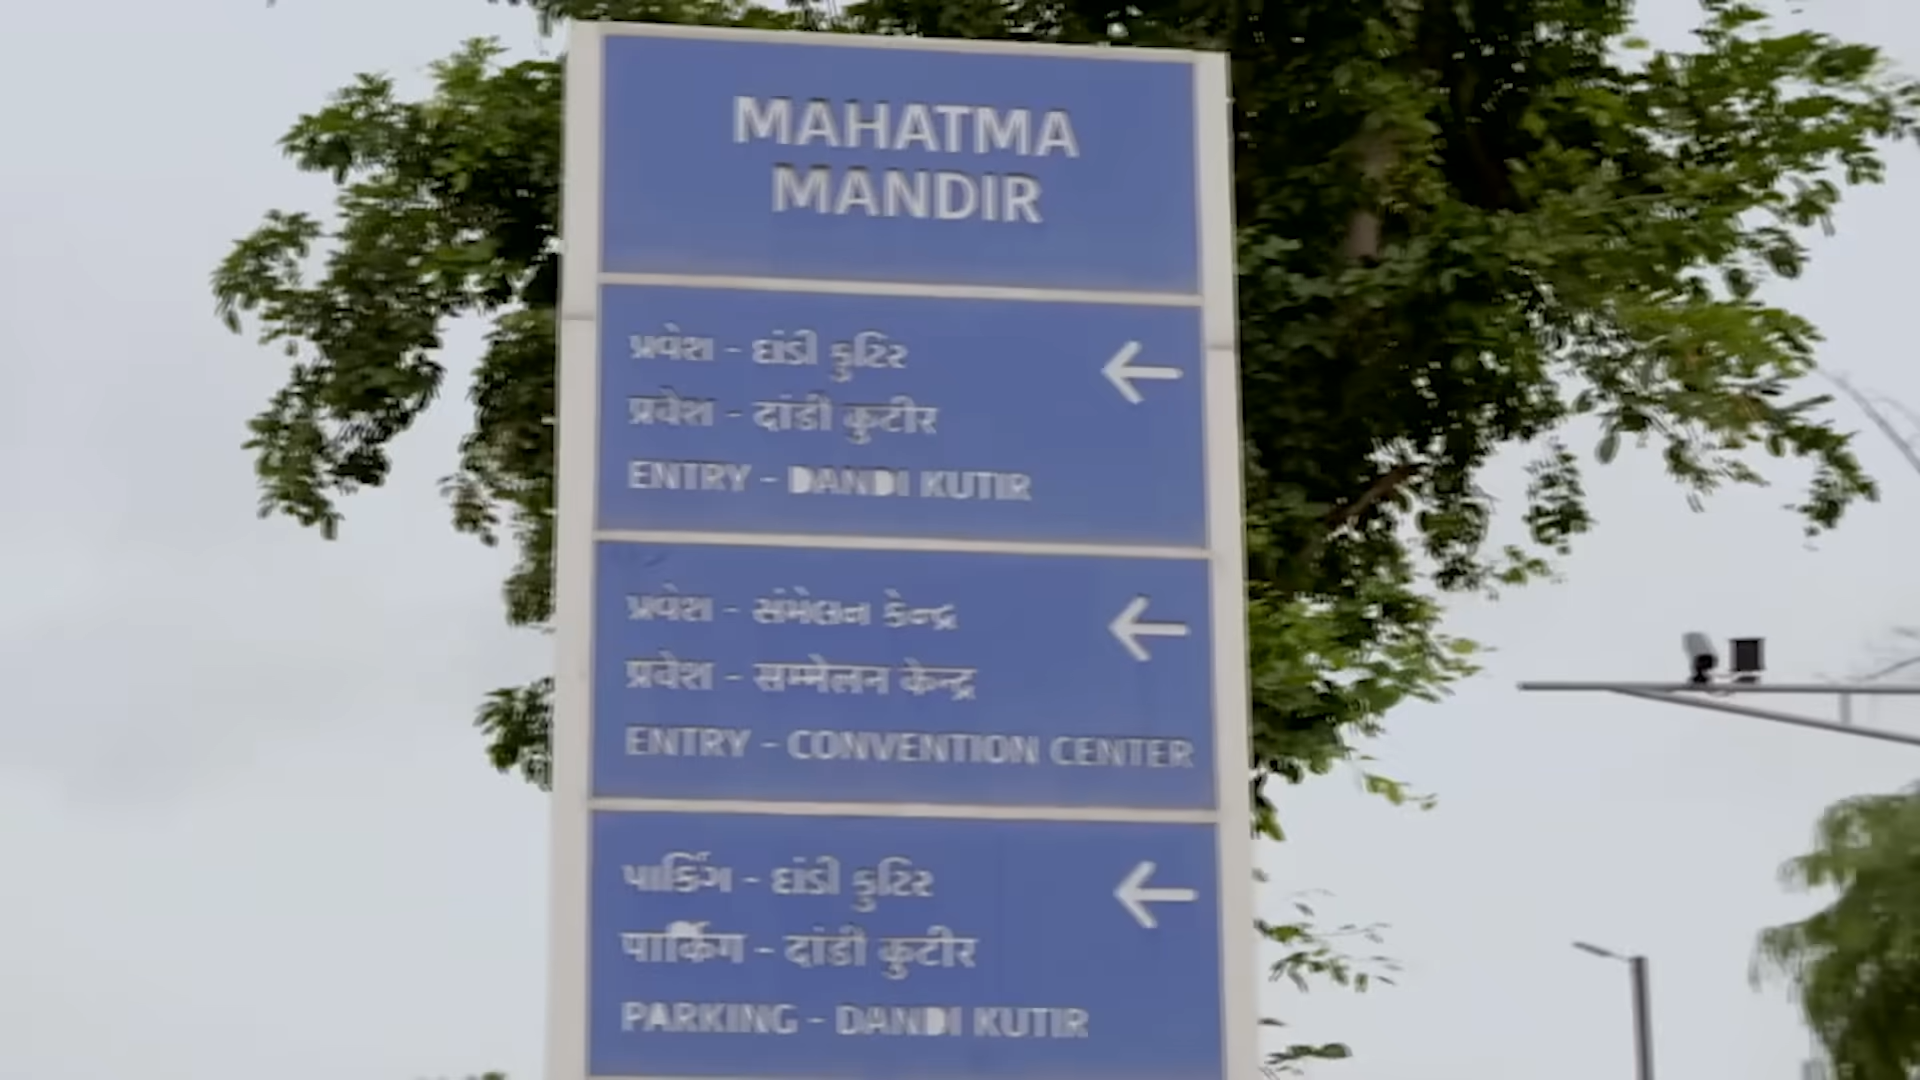 MAHATMA
MANDIR
પ્રવેશ - દાંડી કુટિર
प्रवेश - दांडी कुटीर
ENTRY - DANDI KUTIR
પ્રવેશ - સંમેલન કેન્દ્ર
प्रवेश - सम्मेलन केन्द्र
ENTRY - CONVENTION CENTER
પાર્કિંગ - દાંડી કુટિર
पार्किंग - दांडी कुटीर
PARKING - DANDI KUTIR